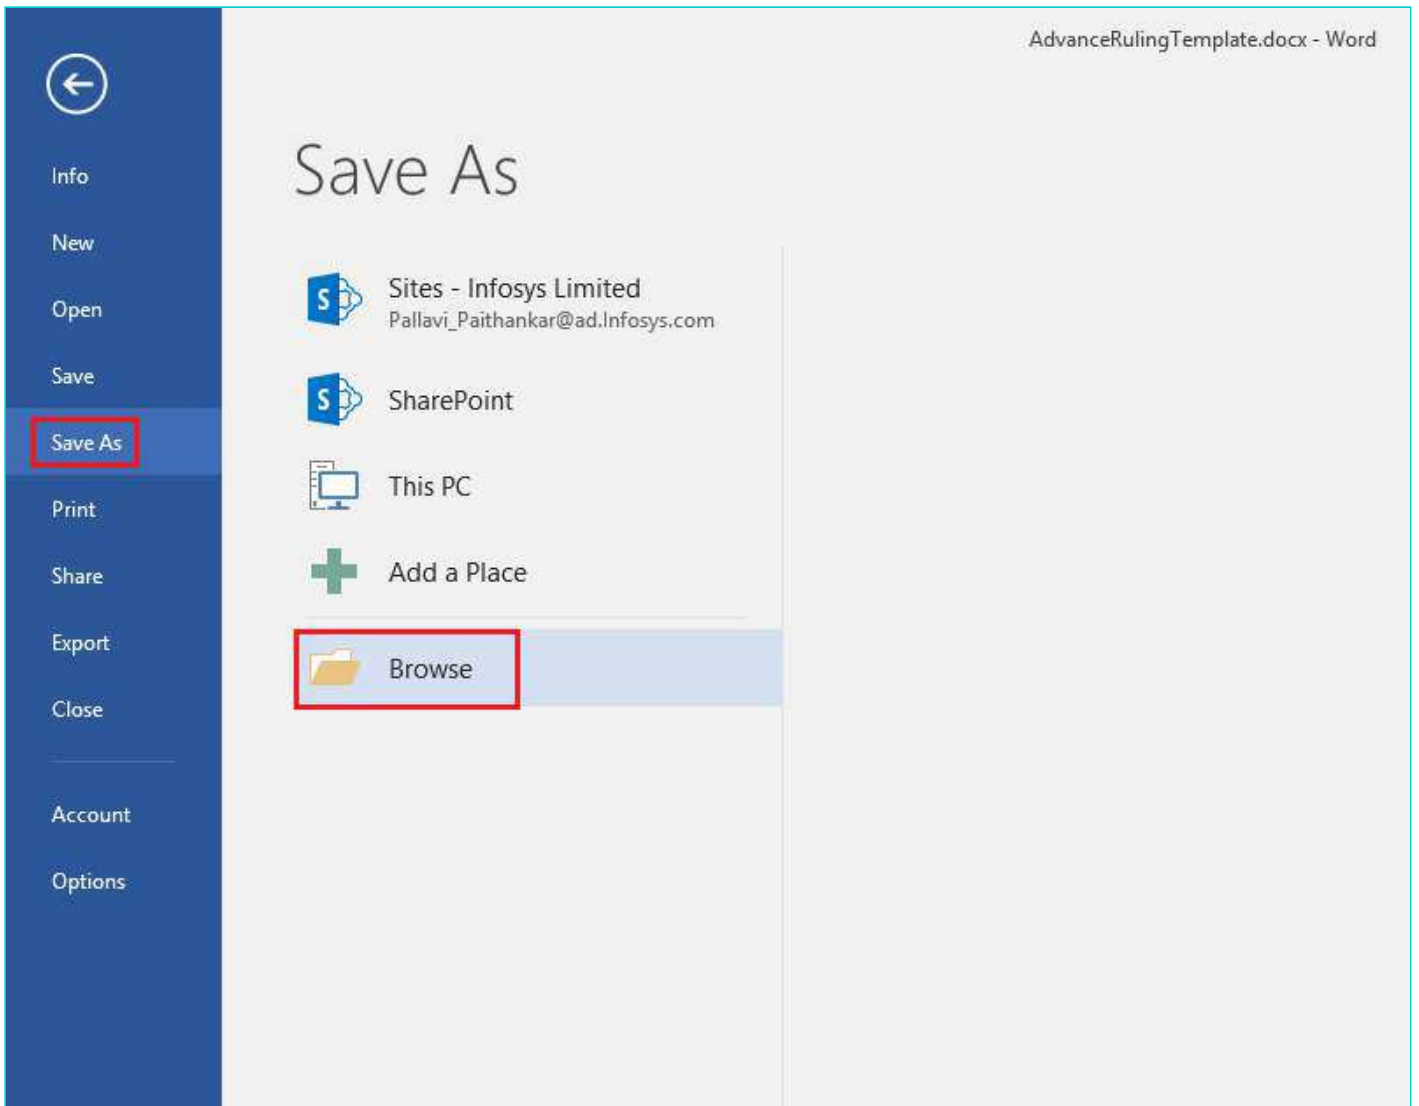 AdvanceRulingTemplate.docx - Word
Info
New
Open
Save
Save As
Print
Share
Export
Close
Account
Options
Save As
S
Sites - Infosys Limited
Pallavi_Paithankar@ad.Infosys.com
S
SharePoint
This PC
Add a Place
Browse